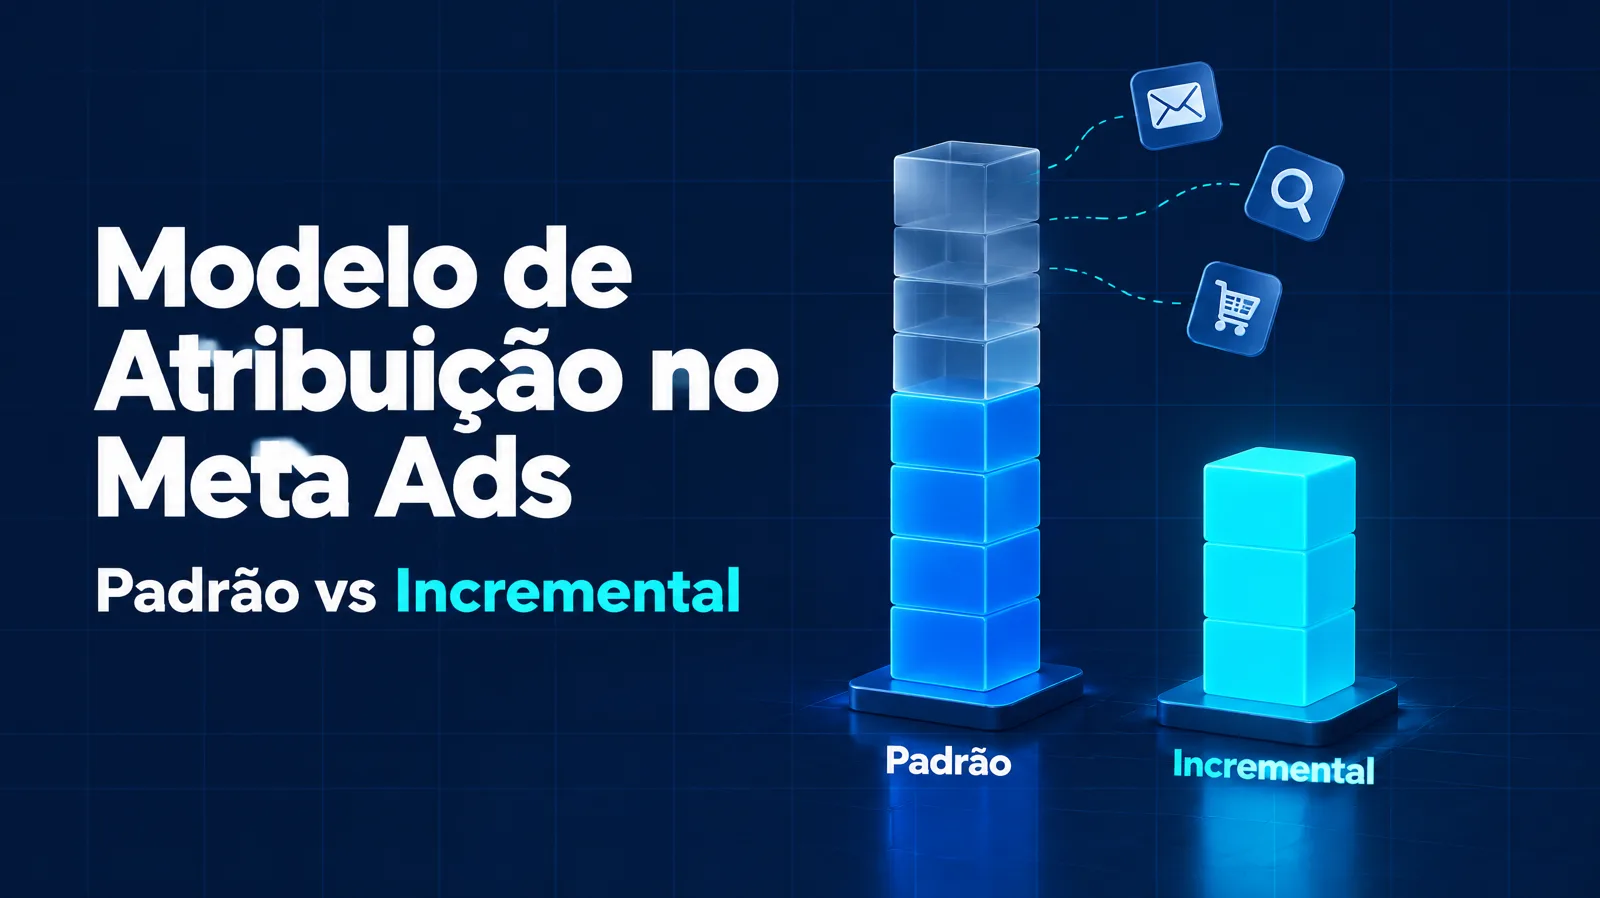 Modelo de
Atribuição no
Meta Ads
Padrão vs Incremental
Padrão
Incremental